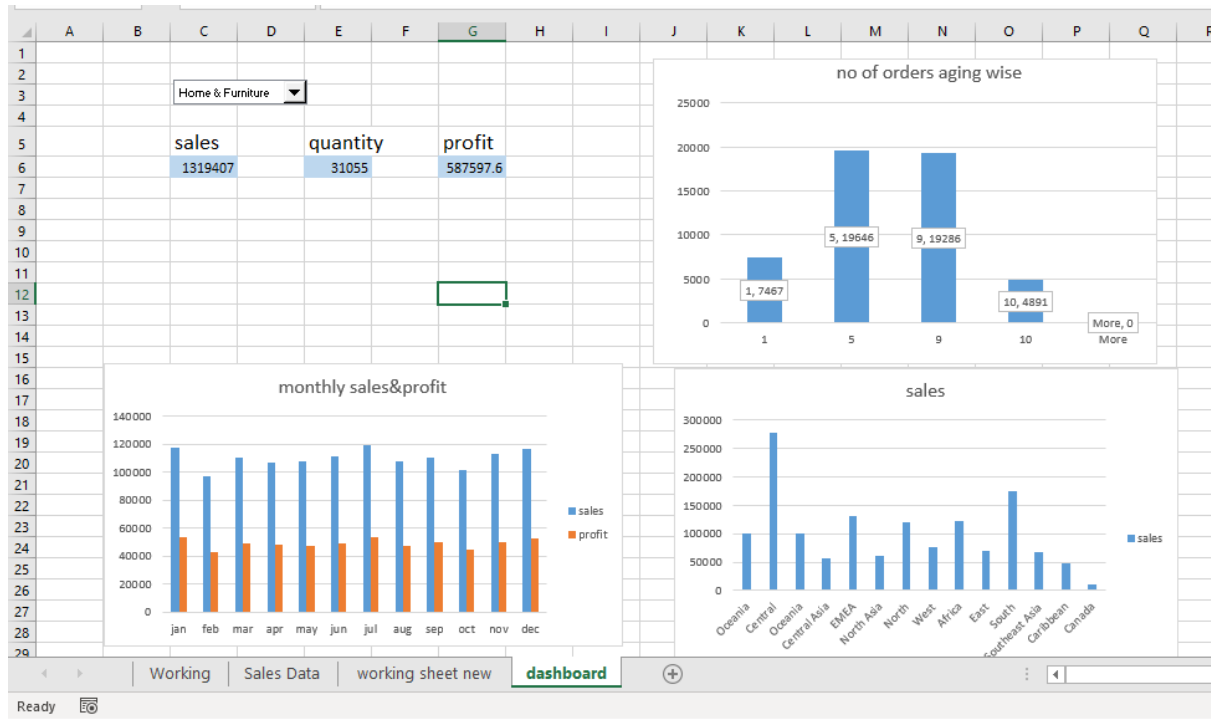 A B C D E F G H I J K L M N O P Q
1
2
3
4
5
6
7
8
9
10
11
12
13
14
15
16
17
18
19
20
21
22
23
24
25
26
27
28
29
Home & Furniture
sales quantity profit
1319407 31055 587597.6
no of orders aging wise
25000
20000
15000
10000
5000
0
1, 7467
5, 19646
9, 19286
10, 4891
More, 0
1 5 9 10 More
monthly sales&profit
140000
120000
100000
80000
60000
40000
20000
0
jan feb mar apr may jun jul aug sep oct nov dec
sales
profit
sales
300000
250000
200000
150000
100000
50000
0
Oceania
Central
Oceania
Central Asia
EMEA
North Asia
North
West
Africa
East
South
Southeast Asia
Caribbean
Canada
sales
Working Sales Data working sheet new dashboard
Ready